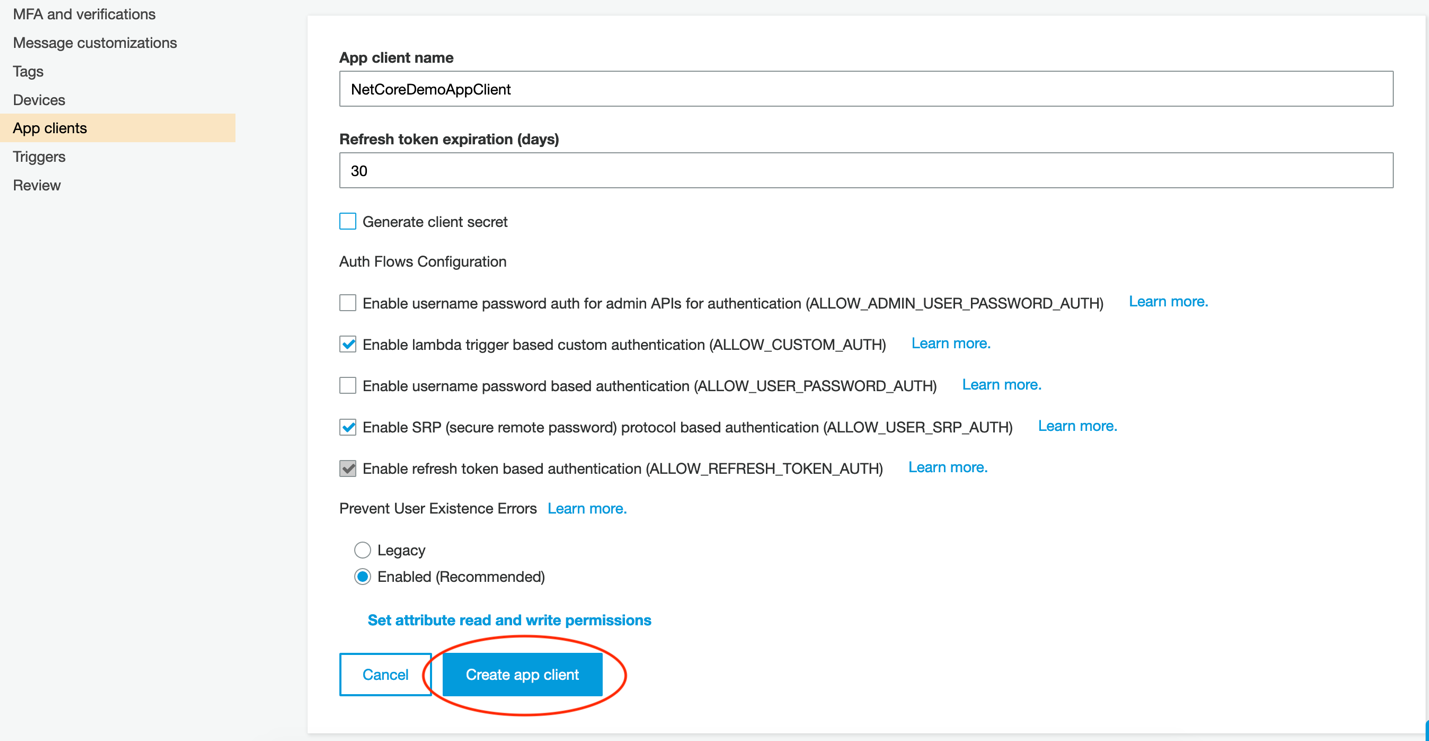 MFA and verifications
Message customizations
Tags
Devices
App clients
Triggers
Review
App client name
NetCoreDemoAppClient
Refresh token expiration (days)
30
Generate client secret
Auth Flows Configuration
Enable username password auth for admin APIs for authentication (ALLOW_ADMIN_USER_PASSWORD_AUTH) Learn more.
Enable lambda trigger based custom authentication (ALLOW_CUSTOM_AUTH) Learn more.
Enable username password based authentication (ALLOW_USER_PASSWORD_AUTH) Learn more.
Enable SRP (secure remote password) protocol based authentication (ALLOW_USER_SRP_AUTH) Learn more.
Enable refresh token based authentication (ALLOW_REFRESH_TOKEN_AUTH) Learn more.
Prevent User Existence Errors Learn more.
Legacy
Enabled (Recommended)
Set attribute read and write permissions
Cancel Create app client